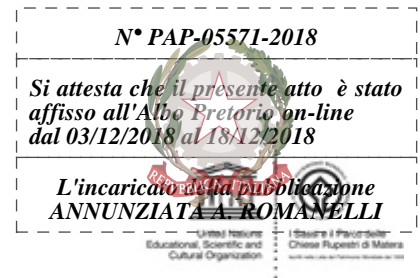 N° PAP-05571-2018
Si attesta che il presente atto è stato
affisso all'Albo Pretorio on-line
dal 03/12/2018 al 18/12/2018
L'incaricato della pubblicazione
ANNUNZIATA A. ROMANELLI
REPUBBLICA ITALIANA
United Nations
Educational, Scientific and
Cultural Organization
I Sassi e il Parco delle
Chiese Rupestri di Matera